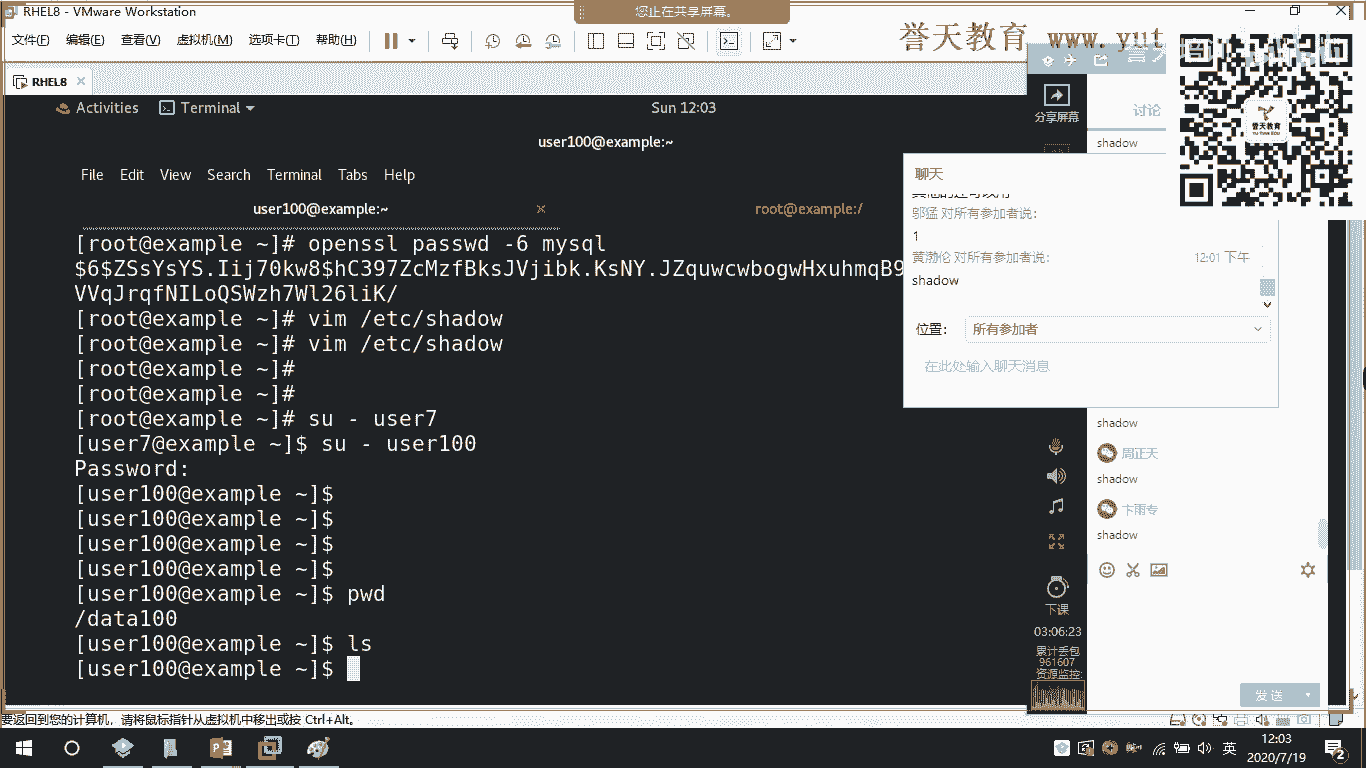 RHEL8 - VMware Workstation
您正在共享屏幕。
文件(F) 编辑(E) 查看(V) 虚拟机(M) 选项卡(T) 帮助(H)
誉天教育 www.yut
RHEL8
Activities Terminal Sun 12:03
user100@example:~
File Edit View Search Terminal Tabs Help
user100@example:~ root@example:/
[root@example ~]# openssl passwd -6 mysql
$6$ZSsYsYS.Iij70kw8$hC397ZcMzfBksJVjibk.KsNY.JZquwcwbogwHxuhmqB9
VVqJrqfNILoQSWzh7Wl26liK/
[root@example ~]# vim /etc/shadow
[root@example ~]# vim /etc/shadow
[root@example ~]#
[root@example ~]#
[root@example ~]# su - user7
[user7@example ~]$ su - user100
Password:
[user100@example ~]$
[user100@example ~]$
[user100@example ~]$
[user100@example ~]$
[user100@example ~]$ pwd
/data100
[user100@example ~]$ ls
[user100@example ~]$
分享屏幕
讨论
shadow
聊天
邬猛 对所有参加者说:
1
黄渤伦 对所有参加者说: 12:01 下午
shadow
位置: 所有参加者
在此处输入聊天消息
shadow
周正天
shadow
卞雨专
shadow
下课
03:06:23
累计丢包
961607
资源监控:
发送
誉天教育
要返回到您的计算机，请将鼠标指针从虚拟机中移出或按 Ctrl+Alt。
英
12:03
2020/7/19
2